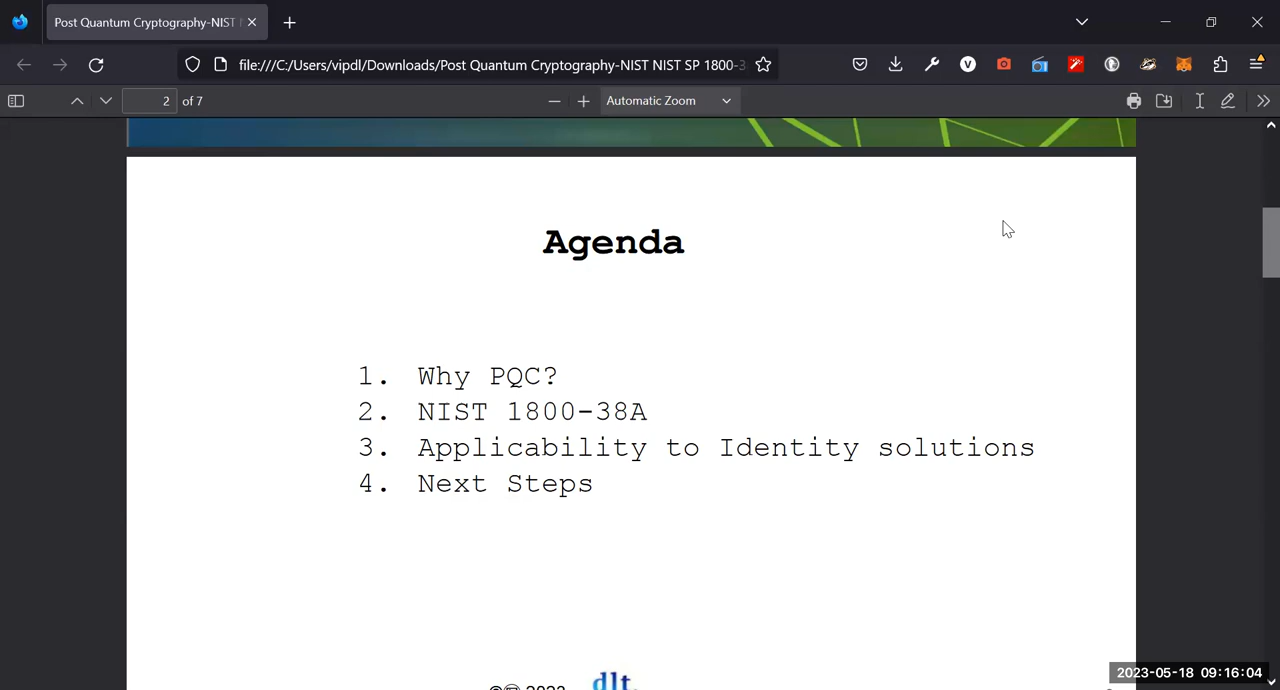 Post Quantum Cryptography-NIST
file:///C:/Users/vipdl/Downloads/Post Quantum Cryptography-NIST NIST SP 1800-3
2 of 7
Automatic Zoom
Agenda
1. Why PQC?
2. NIST 1800-38A
3. Applicability to Identity solutions
4. Next Steps
dlt.
2023-05-18 09:16:04